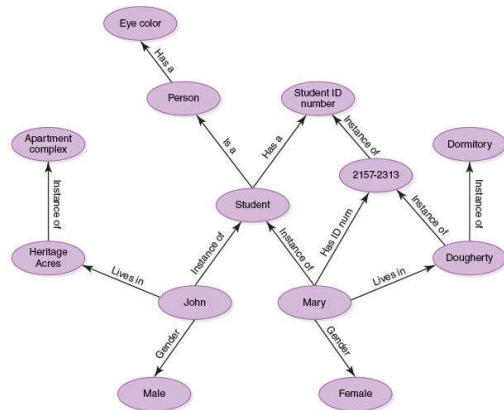 Eye color
Has a
Person
Student ID
number
Is a
Has a
Instance of
Apartment
complex
Dormitory
Instance of
2157-2313
Instance of
Student
Instance of
Heritage
Acres
Instance of
Instance of
Has ID num
Dougherty
Lives in
Lives in
John
Mary
Gender
Gender
Male
Female